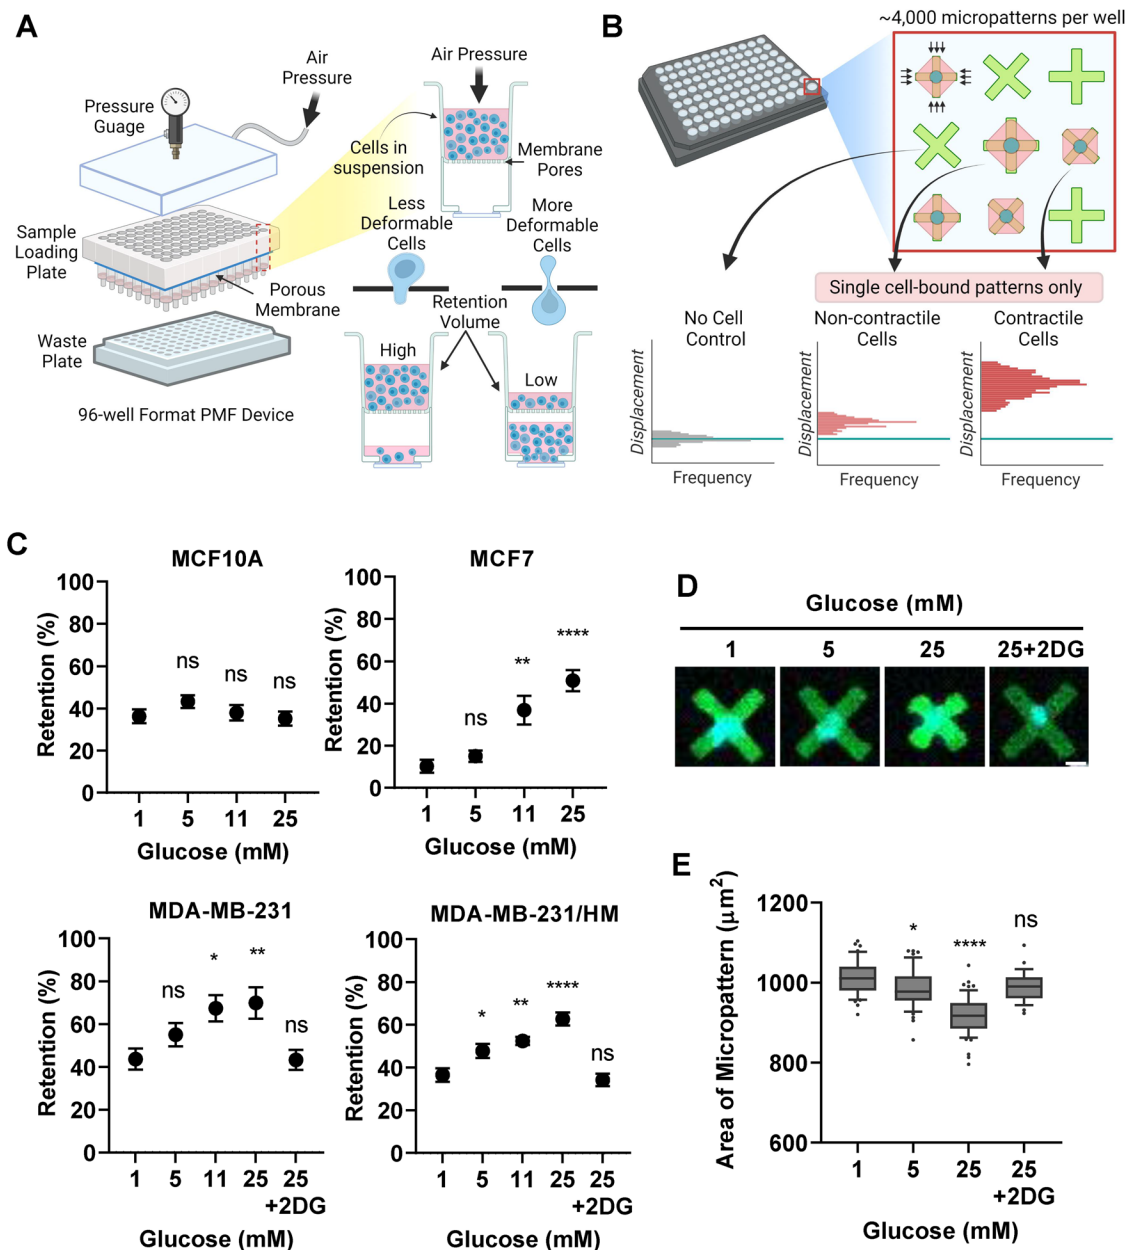 A
Air
Pressure
Pressure
Guage
Sample
Loading
Plate
Porous
Membrane
Waste
Plate
96-well Format PMF Device
Air Pressure
Cells in
suspension
Membrane
Pores
Less
Deformable
Cells
More
Deformable
Cells
Retention
Volume
High
Low
B
~4,000 micropatterns per well
Single cell-bound patterns only
No Cell
Control
Non-contractile
Cells
Contractile
Cells
Displacement
Frequency
Displacement
Frequency
Displacement
Frequency
C
MCF10A
Retention (%)
100
80
60
40
20
0
ns
ns
ns
1 5 11 25
Glucose (mM)
MCF7
Retention (%)
100
80
60
40
20
0
ns
**
****
1 5 11 25
Glucose (mM)
MDA-MB-231
Retention (%)
100
80
60
40
20
0
ns
*
**
ns
1 5 11 25 25
+2DG
Glucose (mM)
MDA-MB-231/HM
Retention (%)
100
80
60
40
20
0
*
**
****
ns
1 5 11 25 25
+2DG
Glucose (mM)
D
Glucose (mM)
1 5 25 25+2DG
E
Area of Micropattern (μm²)
1200
1000
800
600
*
****
ns
1 5 25 25
+2DG
Glucose (mM)